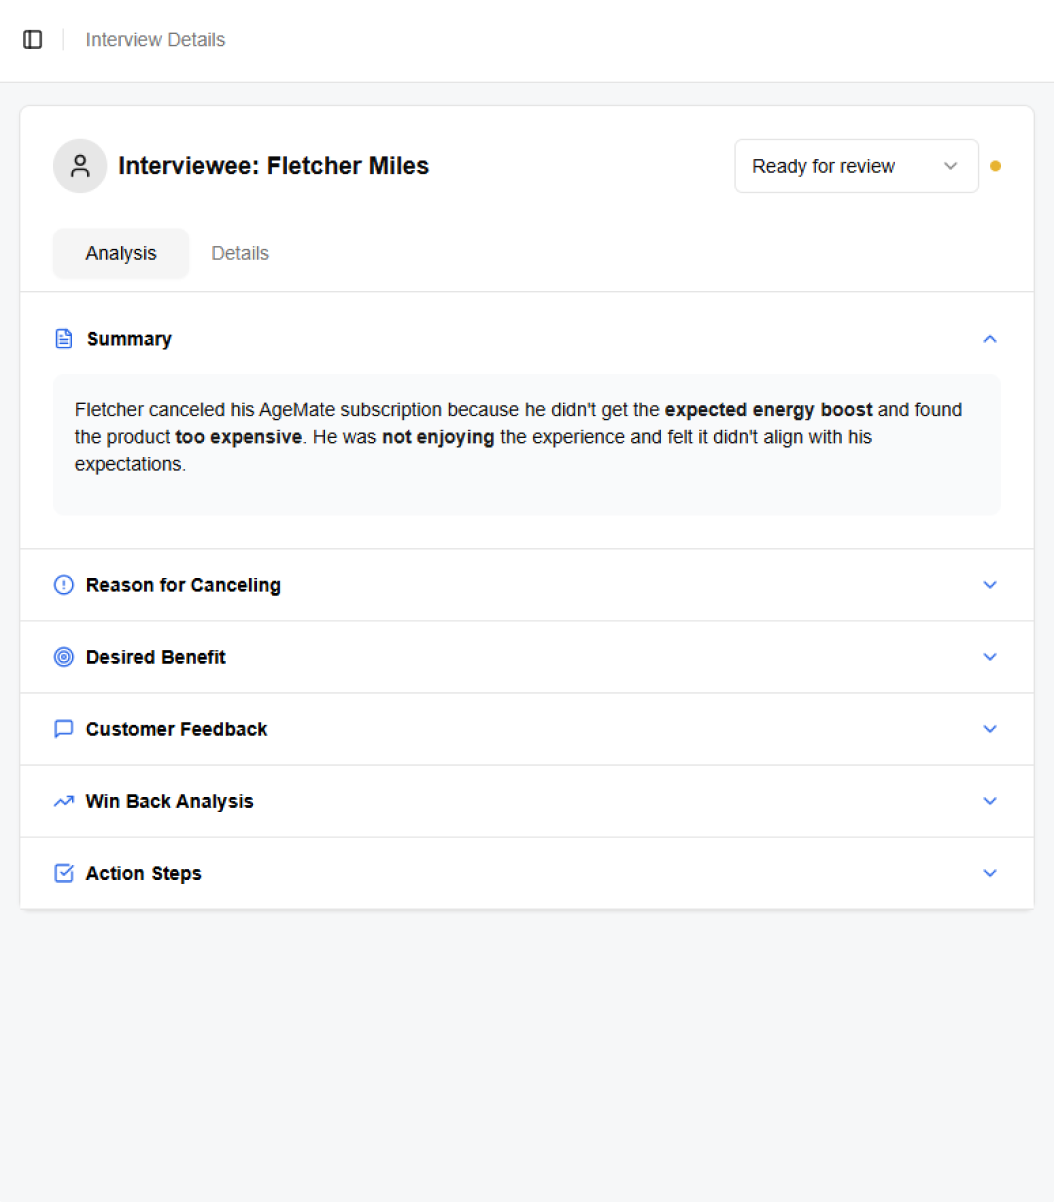 Interview Details
Interviewee: Fletcher Miles
Ready for review
Analysis
Details
Summary
Fletcher canceled his AgeMate subscription because he didn't get the expected energy boost and found
the product too expensive. He was not enjoying the experience and felt it didn't align with his
expectations.
Reason for Canceling
Desired Benefit
Customer Feedback
Win Back Analysis
Action Steps